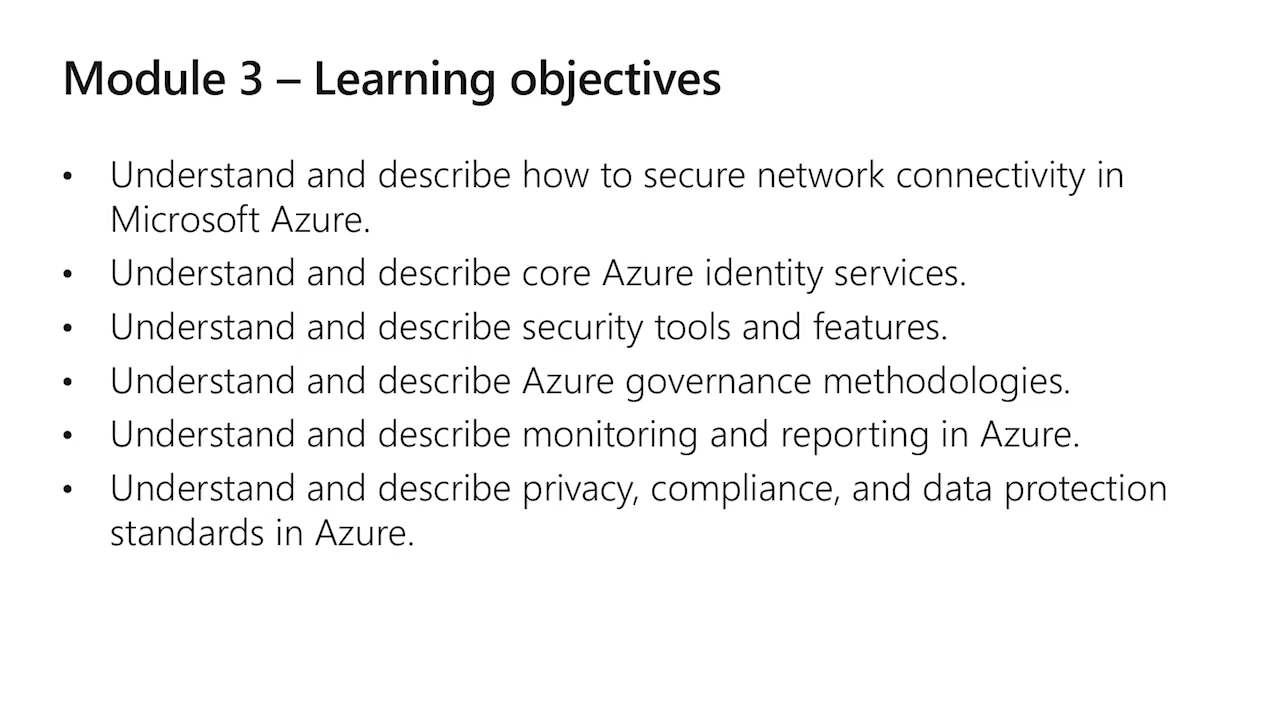 Module 3 – Learning objectives
• Understand and describe how to secure network connectivity in
Microsoft Azure.
• Understand and describe core Azure identity services.
• Understand and describe security tools and features.
• Understand and describe Azure governance methodologies.
• Understand and describe monitoring and reporting in Azure.
• Understand and describe privacy, compliance, and data protection
standards in Azure.